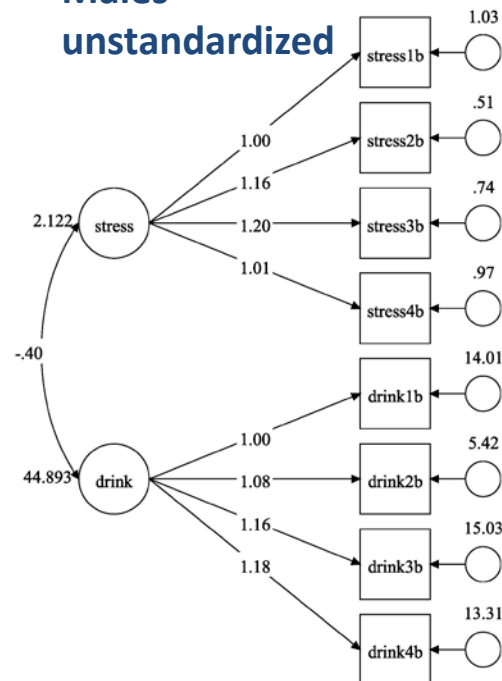 Males
unstandardized
1.03
stress1b
.51
stress2b
1.00
1.16
.74
2.122
stress
1.20
stress3b
1.01
.97
stress4b
-.40
14.01
drink1b
1.00
5.42
44.893
drink
1.08
drink2b
1.16
15.03
1.18
drink3b
13.31
drink4b